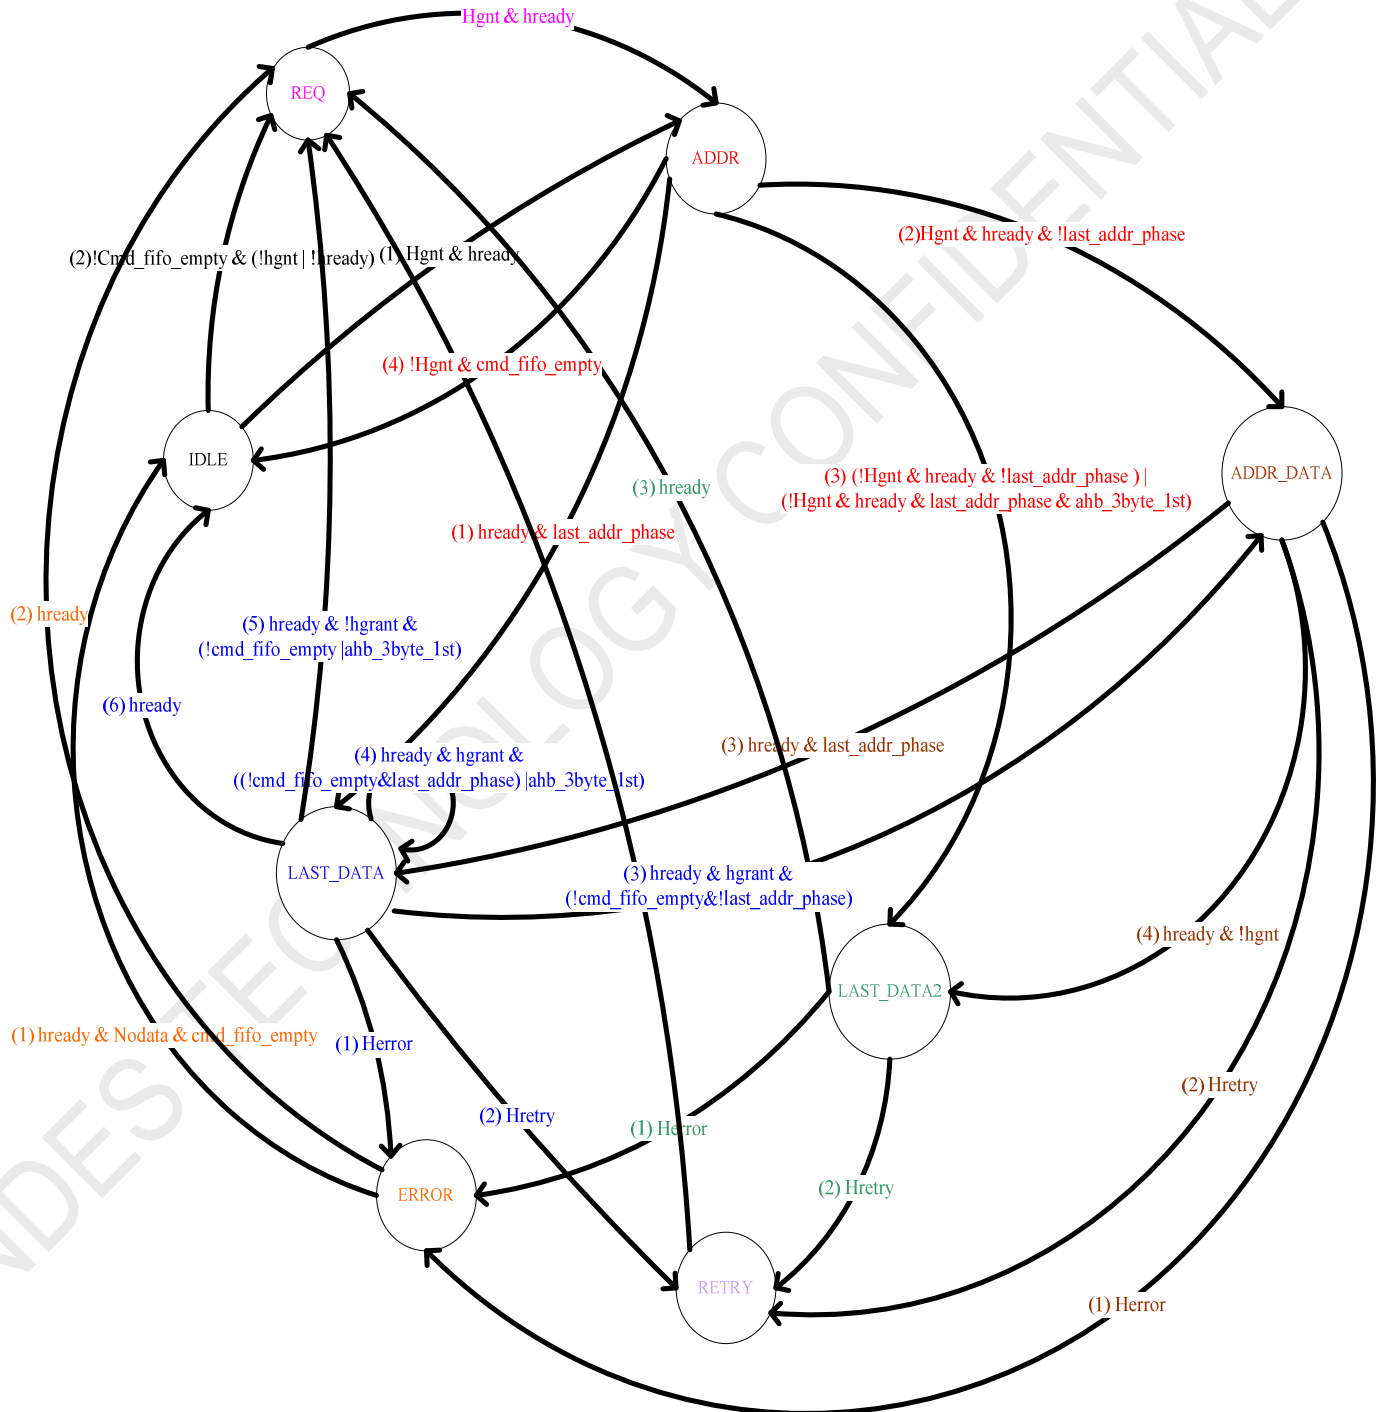 Hgnt & hready
REQ
ADDR
(2)Hgnt & hready & !last_addr_phase
(2)!Cmd_fifo_empty & (!hgnt | !hready)
(1) Hgnt & hready
(4) !Hgnt & cmd_fifo_empty
IDLE
ADDR_DATA
(3) (!Hgnt & hready & !last_addr_phase ) |
(!Hgnt & hready & last_addr_phase & ahb_3byte_1st)
(3) hready
(1) hready & last_addr_phase
(2) hready
(5) hready & !hgrant &
(!cmd_fifo_empty |ahb_3byte_1st)
(6) hready
(3) hready & last_addr_phase
(4) hready & hgrant &
((!cmd_fifo_empty&last_addr_phase) |ahb_3byte_1st)
LAST_DATA
(3) hready & hgrant &
(!cmd_fifo_empty&!last_addr_phase)
(4) hready & !hgnt
LAST_DATA2
(1) hready & Nodata & cmd_fifo_empty
(1) Herror
(2) Hretry
(2) Hretry
(1) Herror
(2) Hretry
ERROR
RETRY
(1) Herror
NDES TECHNOLOGY CONFIDENTIAL